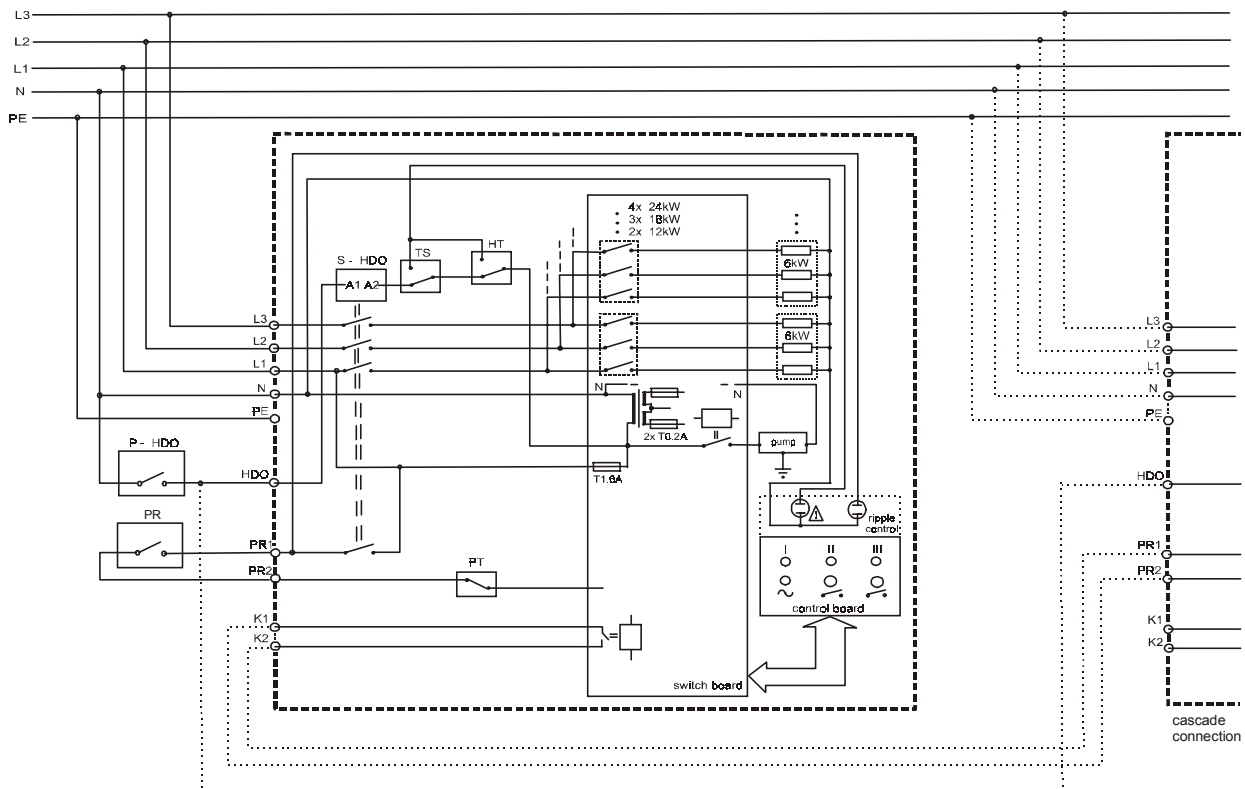 L3
L2
L1
N
PE
4x 24kW
3x 18kW
2x 12kW
S - HDO
TS
HT
A1 A2
6kW
L3
L2
L1
N
PE
6kW
N
N
2x T0.2A
pump
T1.6A
P - HDO
HDO
PR
PR1
PR2
PT
ripple
control
I
II
III
control board
K1
K2
switch board
L3
L2
L1
N
PE
HDO
PR1
PR2
K1
K2
cascade
connection